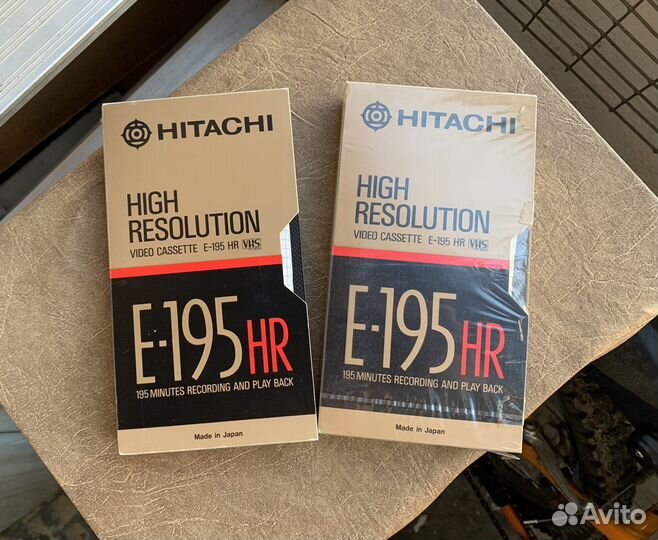 HITACHI
HIGH
RESOLUTION
VIDEO CASSETTE E-195 HR VHS
E-195HR
195 MINUTES RECORDING AND PLAY BACK
Made in Japan
HITACHI
HIGH
RESOLUTION
VIDEO CASSETTE E-195 HR VHS
E-195HR
195 MINUTES RECORDING AND PLAY BACK
Made in Japan
Avito